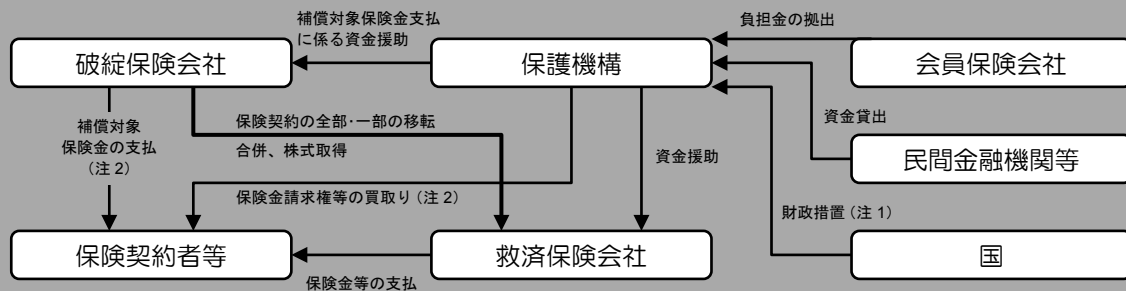 補償対象保険金支払
に係る資金援助
負担金の拠出
破綻保険会社
保護機構
会員保険会社
補償対象
保険金の支払
(注 2)
保険契約の全部・一部の移転
合併、株式取得
資金援助
資金貸出
民間金融機関等
保険金請求権等の買取り (注 2)
財政措置 (注 1)
保険契約者等
救済保険会社
国
保険金等の支払